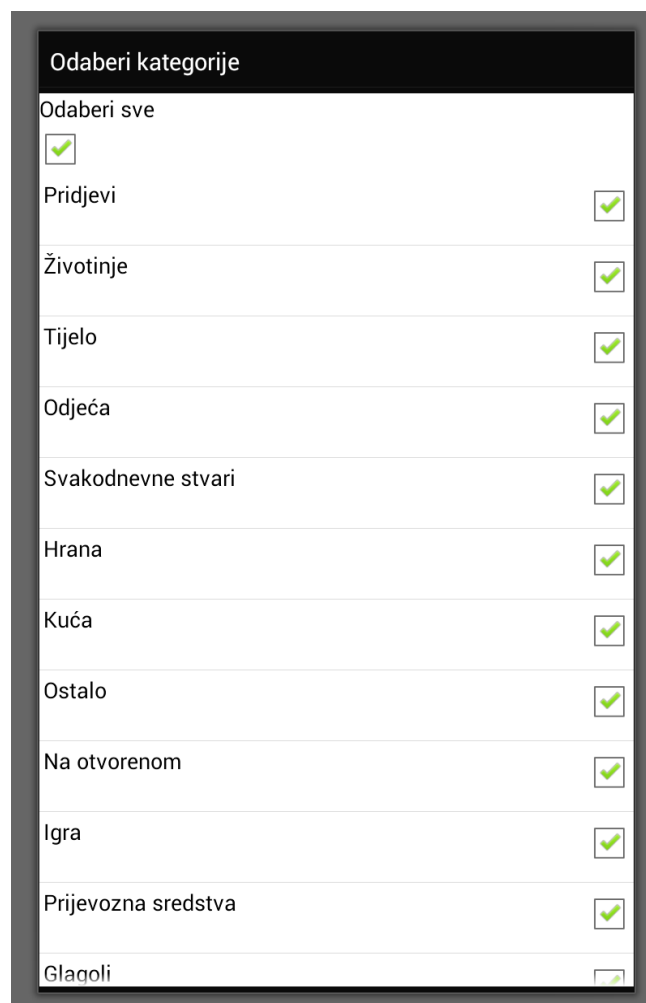 Odaberi kategorije
Odaberi sve
Pridjevi
Životinje
Tijelo
Odjeća
Svakodnevne stvari
Hrana
Kuća
Ostalo
Na otvorenom
Igra
Prijevozna sredstva
Glagoli